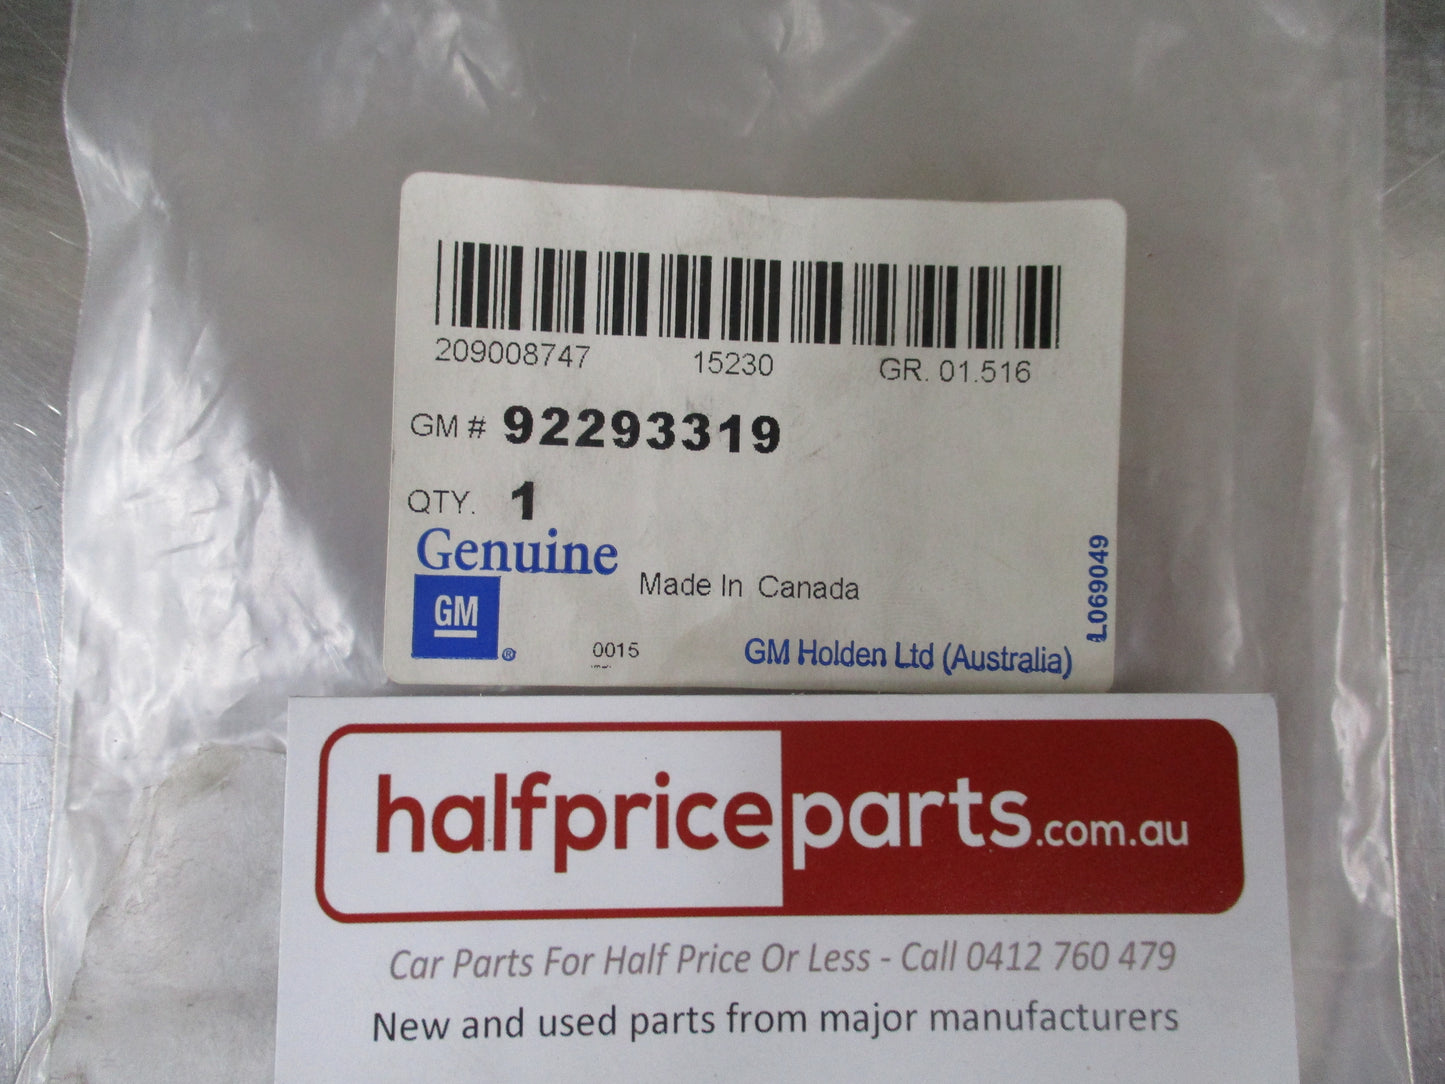 209008747 15230 GR. 01.516
GM # 92293319
QTY. 1
Genuine
GM ®
Made In Canada
0015
GM Holden Ltd (Australia)
L069049
halfpriceparts.com.au
Car Parts For Half Price Or Less - Call 0412 760 479
New and used parts from major manufacturers